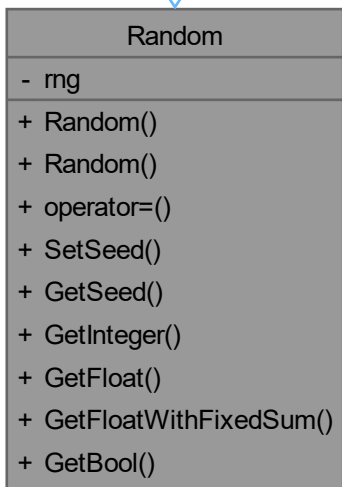 Random
- rng
+ Random()
+ Random()
+ operator=()
+ SetSeed()
+ GetSeed()
+ GetInteger()
+ GetFloat()
+ GetFloatWithFixedSum()
+ GetBool()